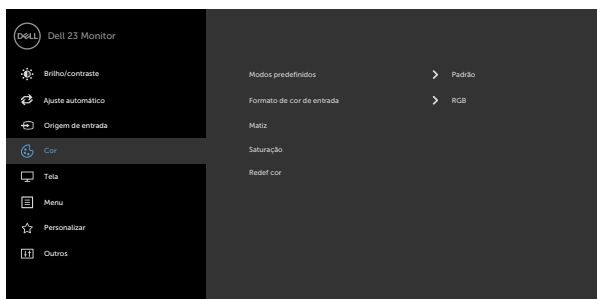 DELL
Dell 23 Monitor
Brilho/contraste
Modos predefinidos
Padrão
Ajuste automático
Formato de cor de entrada
RGB
Origem de entrada
Matiz
Cor
Saturação
Tela
Redef cor
Menu
Personalizar
Outros